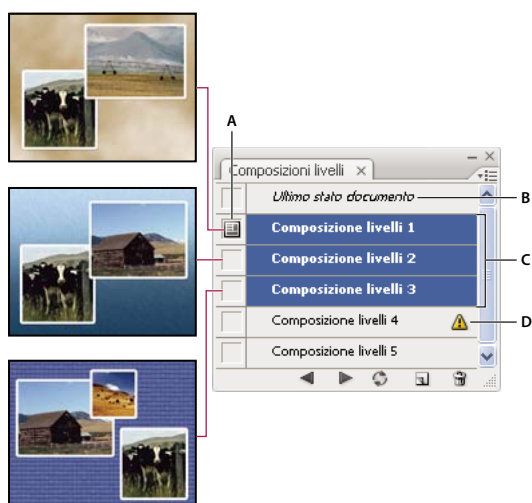 A
Composizioni livelli
Ultimo stato documento
B
Composizione livelli 1
Composizione livelli 2
C
Composizione livelli 3
Composizione livelli 4
D
Composizione livelli 5